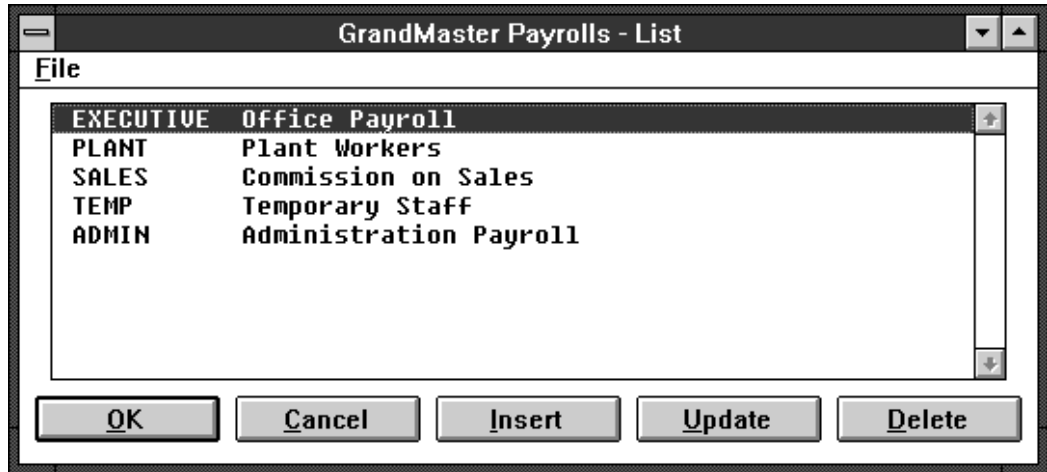 GrandMaster Payrolls - List
File
EXECUTIVE Office Payroll
PLANT Plant Workers
SALES Commission on Sales
TEMP Temporary Staff
ADMIN Administration Payroll
OK Cancel Insert Update Delete